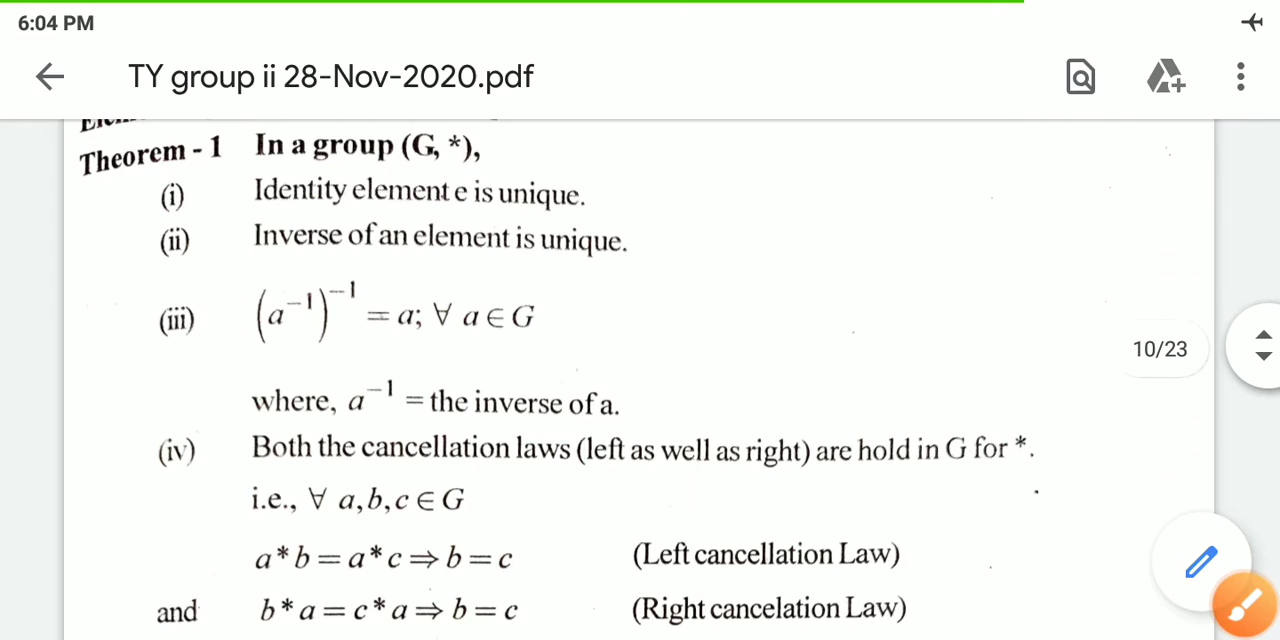 6:04 PM
TY group ii 28-Nov-2020.pdf
Theorem - 1 In a group (G, *),
(i) Identity element e is unique.
(ii) Inverse of an element is unique.
(iii) (a⁻¹)⁻¹ = a; ∀ a ∈ G
10/23
where, a⁻¹ = the inverse of a.
(iv) Both the cancellation laws (left as well as right) are hold in G for *.
i.e., ∀ a,b,c ∈ G
a*b = a*c ⇒ b = c (Left cancellation Law)
and b*a = c*a ⇒ b = c (Right cancelation Law)